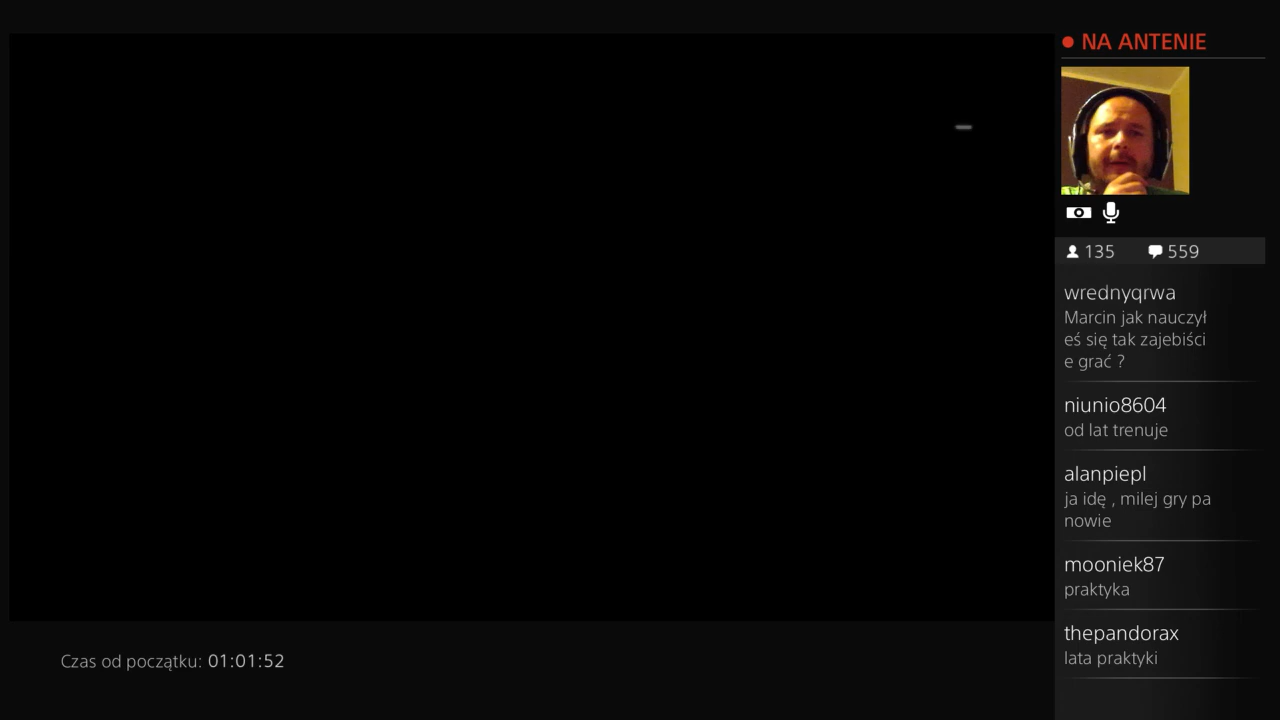 NA ANTENIE
135 559
wrednyqrwa
Marcin jak nauczył
eś się tak zajebiści
e grać ?
niunio8604
od lat trenuje
alanpiepl
ja idę , milej gry pa
nowie
mooniek87
praktyka
thepandorax
lata praktyki
Czas od początku: 01:01:52